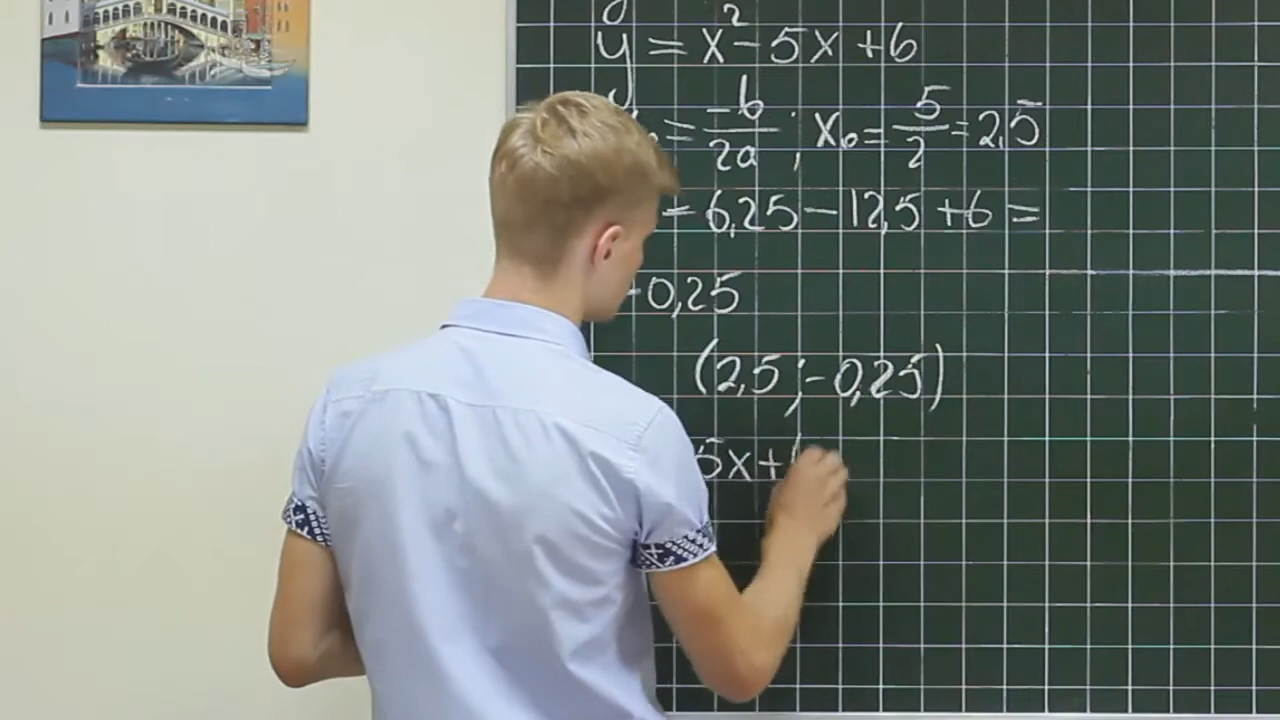 y = x² - 5x + 6
= -b/2a ; x₀ = 5/2 = 2,5
= 6,25 - 12,5 + 6 =
-0,25
(2,5 ; -0,25)
5x +